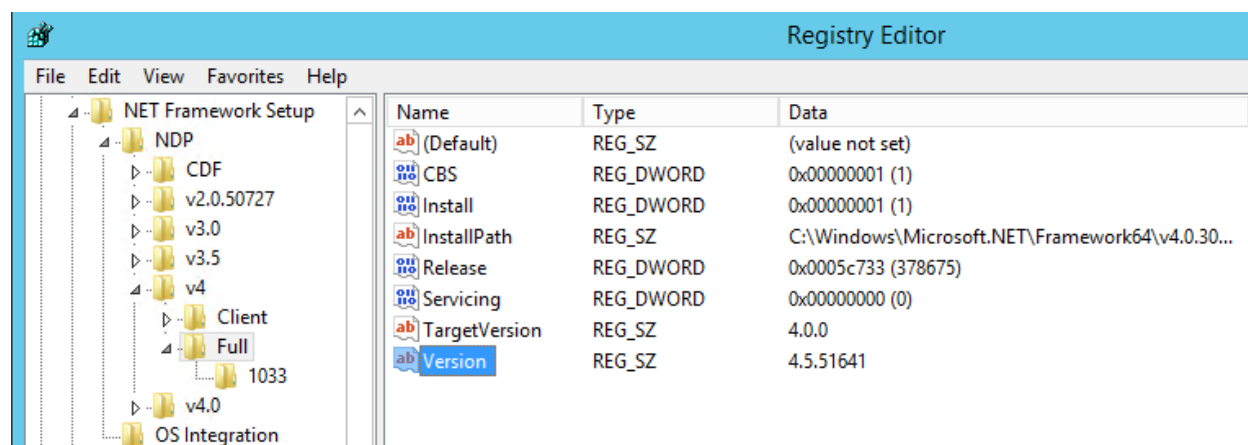 Registry Editor
File Edit View Favorites Help
NET Framework Setup
NDP
CDF
v2.0.50727
v3.0
v3.5
v4
Client
Full
1033
v4.0
OS Integration
Name Type Data
(Default) REG_SZ (value not set)
CBS REG_DWORD 0x00000001 (1)
Install REG_DWORD 0x00000001 (1)
InstallPath REG_SZ C:\Windows\Microsoft.NET\Framework64\v4.0.30...
Release REG_DWORD 0x0005c733 (378675)
Servicing REG_DWORD 0x00000000 (0)
TargetVersion REG_SZ 4.0.0
Version REG_SZ 4.5.51641